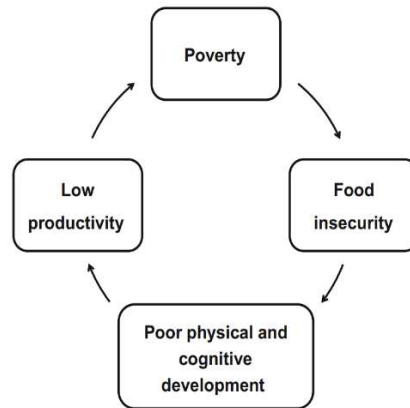 Poverty
Food
insecurity
Poor physical and
cognitive
development
Low
productivity